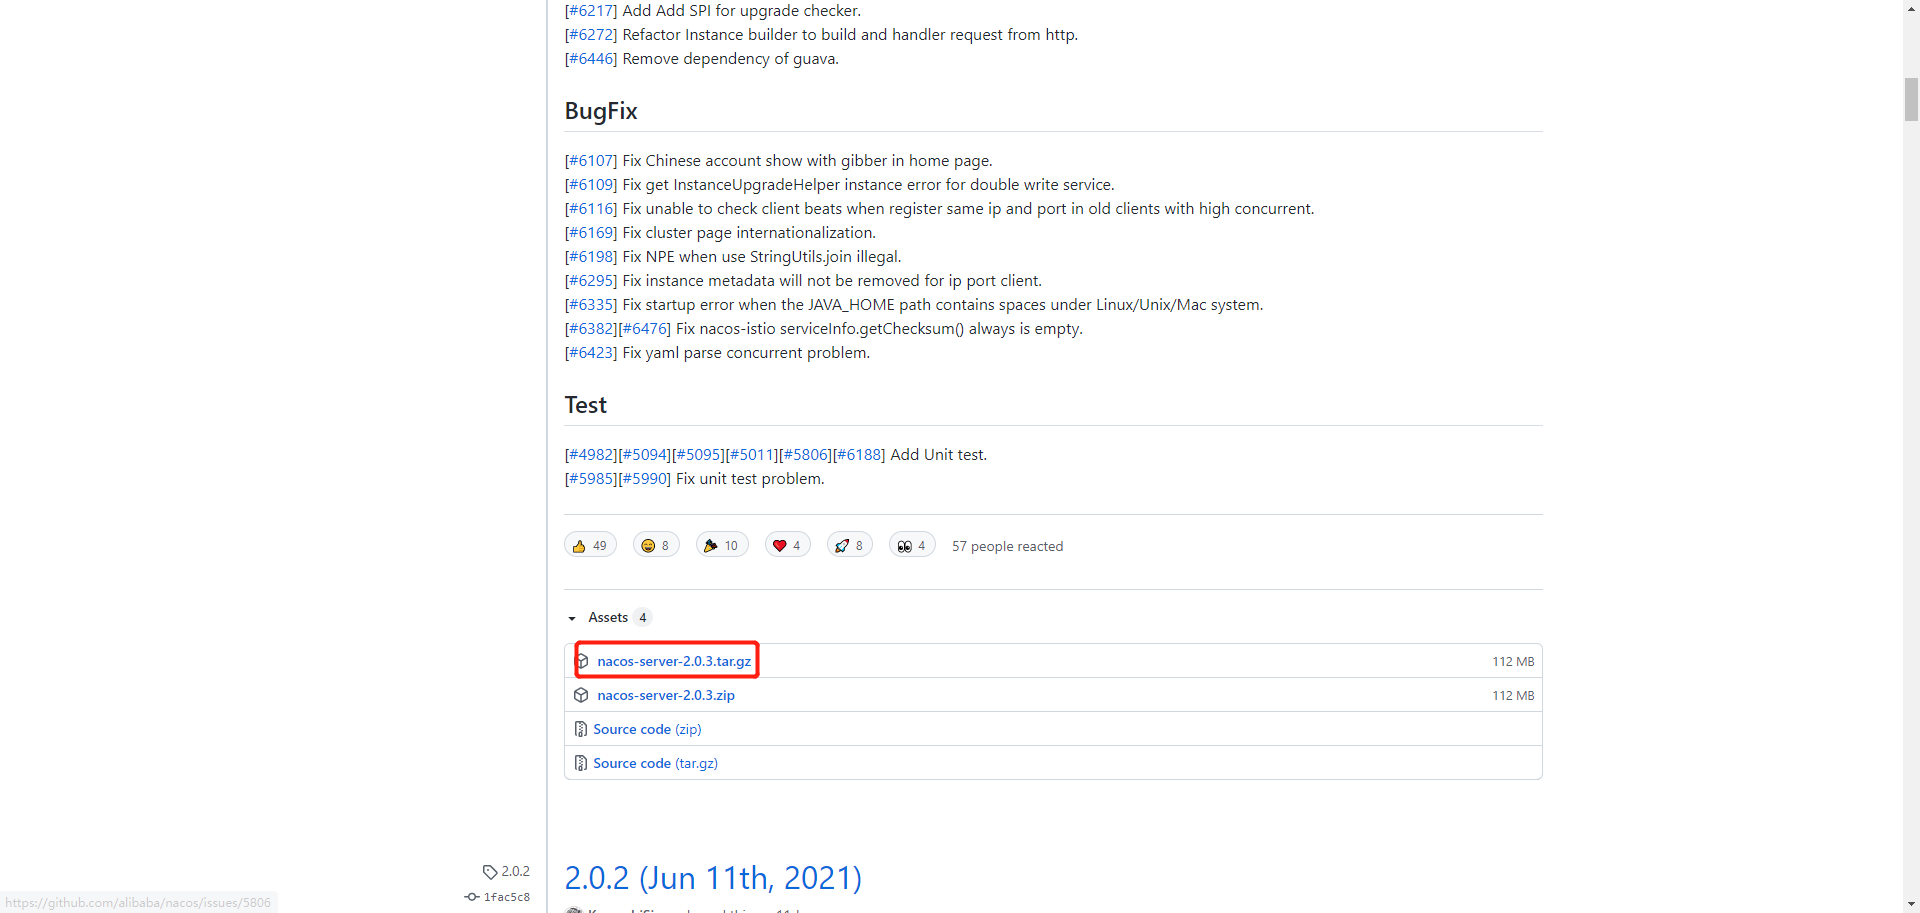 [#6217] Add Add SPI for upgrade checker.
[#6272] Refactor Instance builder to build and handler request from http.
[#6446] Remove dependency of guava.
BugFix
[#6107] Fix Chinese account show with gibber in home page.
[#6109] Fix get InstanceUpgradeHelper instance error for double write service.
[#6116] Fix unable to check client beats when register same ip and port in old clients with high concurrent.
[#6169] Fix cluster page internationalization.
[#6198] Fix NPE when use StringUtils.join illegal.
[#6295] Fix instance metadata will not be removed for ip port client.
[#6335] Fix startup error when the JAVA_HOME path contains spaces under Linux/Unix/Mac system.
[#6382][#6476] Fix nacos-istio serviceInfo.getChecksum() always is empty.
[#6423] Fix yaml parse concurrent problem.
Test
[#4982][#5094][#5095][#5011][#5806][#6188] Add Unit test.
[#5985][#5990] Fix unit test problem.
49 8 10 4 8 4 57 people reacted
Assets 4
nacos-server-2.0.3.tar.gz 112 MB
nacos-server-2.0.3.zip 112 MB
Source code (zip)
Source code (tar.gz)
2.0.2
1fac5c8
2.0.2 (Jun 11th, 2021)
https://github.com/alibaba/nacos/issues/5806